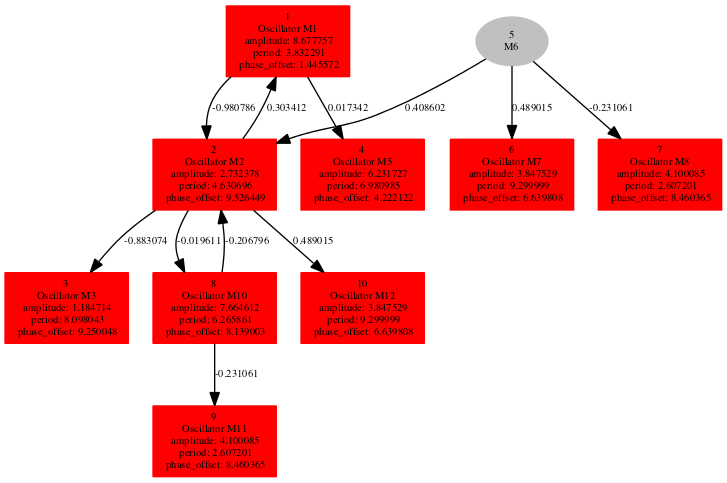 1
Oscillator M1
amplitude: 8.677757
period: 3.832291
phase_offset: 1.445572
5
M6
-0.980786
0.303412
0.017342
0.408602
0.489015
-0.231061
2
Oscillator M2
amplitude: 2.732378
period: 4.630696
phase_offset: 9.526449
4
Oscillator M5
amplitude: 6.231727
period: 6.980985
phase_offset: 4.222122
6
Oscillator M7
amplitude: 3.847529
period: 9.299999
phase_offset: 6.639808
7
Oscillator M8
amplitude: 4.100085
period: 2.607201
phase_offset: 8.460365
-0.883074
-0.019611
-0.206796
0.489015
3
Oscillator M3
amplitude: 1.184714
period: 8.098043
phase_offset: 9.250048
8
Oscillator M10
amplitude: 7.664612
period: 6.265861
phase_offset: 8.139003
10
Oscillator M12
amplitude: 3.847529
period: 9.299999
phase_offset: 6.639808
-0.231061
9
Oscillator M11
amplitude: 4.100085
period: 2.607201
phase_offset: 8.460365